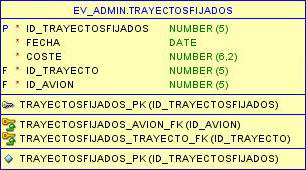 EV_ADMIN.TRAYECTOSFIJADOS
P * ID_TRAYECTOSFIJADOS NUMBER (5)
* FECHA DATE
* COSTE NUMBER (6,2)
F * ID_TRAYECTO NUMBER (5)
F * ID_AVION NUMBER (5)
TRAYECTOSFIJADOS_PK (ID_TRAYECTOSFIJADOS)
TRAYECTOSFIJADOS_AVION_FK (ID_AVION)
TRAYECTOSFIJADOS_TRAYECTO_FK (ID_TRAYECTO)
TRAYECTOSFIJADOS_PK (ID_TRAYECTOSFIJADOS)